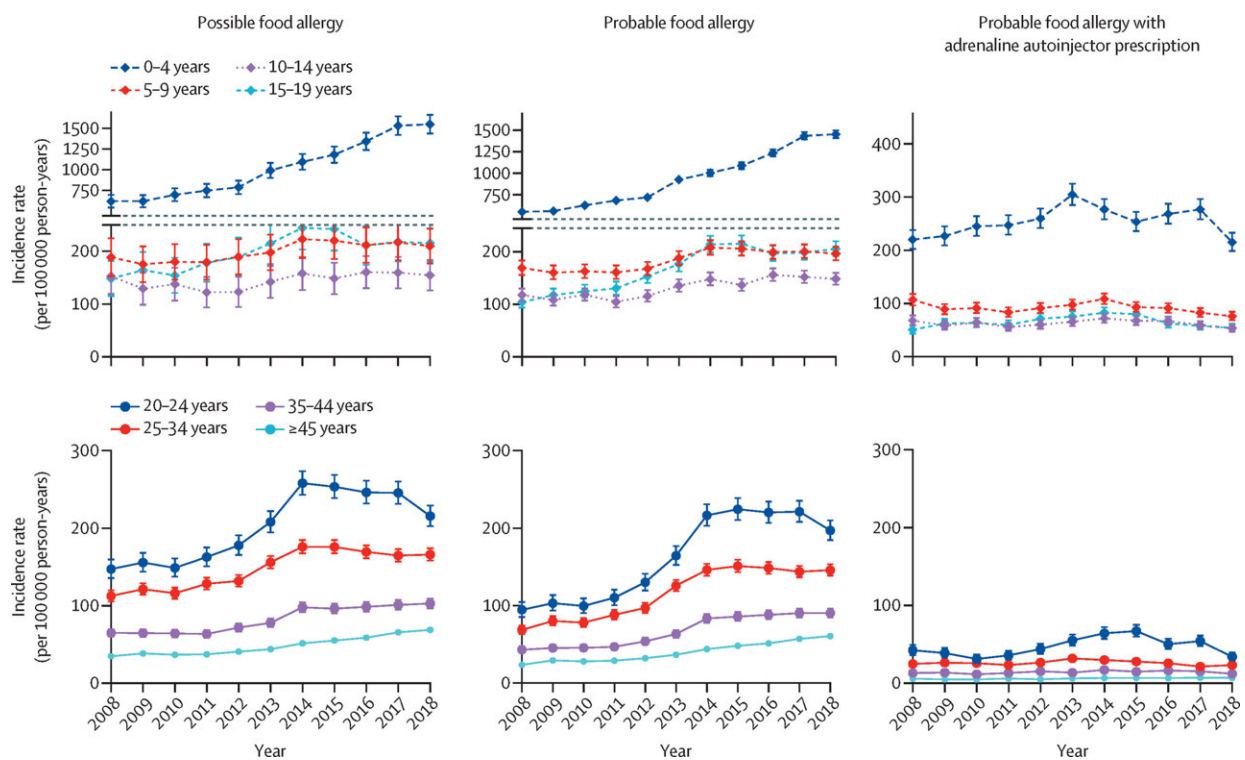 Possible food allergy
Probable food allergy
Probable food allergy with
adrenaline autoinjector prescription
0–4 years
10–14 years
5–9 years
15–19 years
Incidence rate
(per 100 000 person-years)
1500
1250
1000
750
200
100
0
1500
1250
1000
750
200
100
0
400
300
200
100
0
20–24 years
35–44 years
25–34 years
≥45 years
Incidence rate
(per 100 000 person-years)
300
200
100
0
300
200
100
0
300
200
100
0
2008 2009 2010 2011 2012 2013 2014 2015 2016 2017 2018
2008 2009 2010 2011 2012 2013 2014 2015 2016 2017 2018
2008 2009 2010 2011 2012 2013 2014 2015 2016 2017 2018
Year
Year
Year